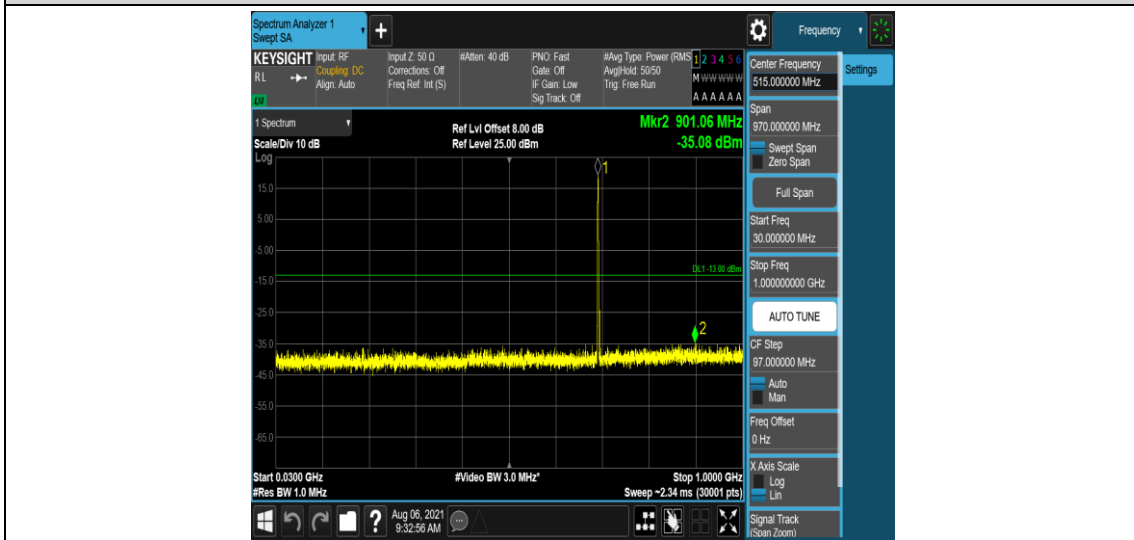 Spectrum Analyzer 1
Swept SA
+
Frequency
KEYSIGHT
RL
LXI
Input: RF
Coupling: DC
Align: Auto
Input Z: 50 Ω
Corrections: Off
Freq Ref: Int (S)
#Atten: 40 dB
PNO: Fast
Gate: Off
IF Gain: Low
Sig Track: Off
#Avg Type: Power (RMS
Avg|Hold: 50/50
Trig: Free Run
1 2 3 4 5 6
M W W W W W
A A A A A A
1 Spectrum
Scale/Div 10 dB
Log
Ref Lvl Offset 8.00 dB
Ref Level 25.00 dBm
Mkr2 901.06 MHz
-35.08 dBm
1
15.0
5.00
-5.00
DL1 -13.00 dBm
-15.0
-25.0
2
-35.0
-45.0
-55.0
-65.0
Start 0.0300 GHz
#Res BW 1.0 MHz
#Video BW 3.0 MHz*
Stop 1.0000 GHz
Sweep ~2.34 ms (30001 pts)
Center Frequency
515.000000 MHz
Settings
Span
970.000000 MHz
Swept Span
Zero Span
Full Span
Start Freq
30.000000 MHz
Stop Freq
1.000000000 GHz
AUTO TUNE
CF Step
97.000000 MHz
Auto
Man
Freq Offset
0 Hz
X Axis Scale
Log
Lin
Signal Track
(Span Zoom)
?
Aug 06, 2021
9:32:56 AM